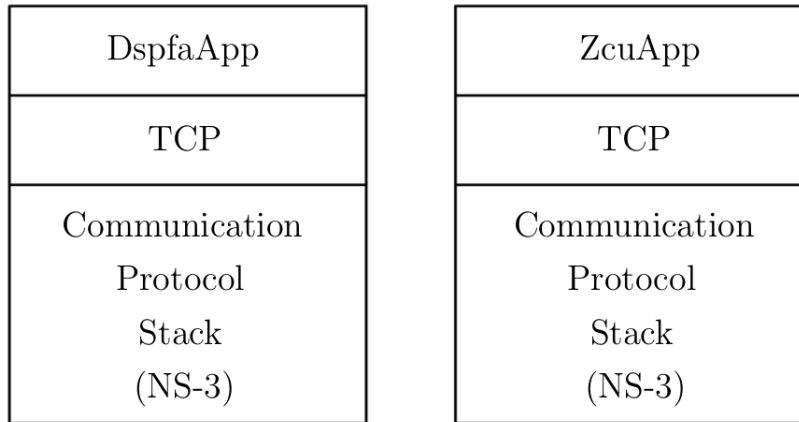 DspfaApp
TCP
Communication
Protocol
Stack
(NS-3)
ZcuApp
TCP
Communication
Protocol
Stack
(NS-3)